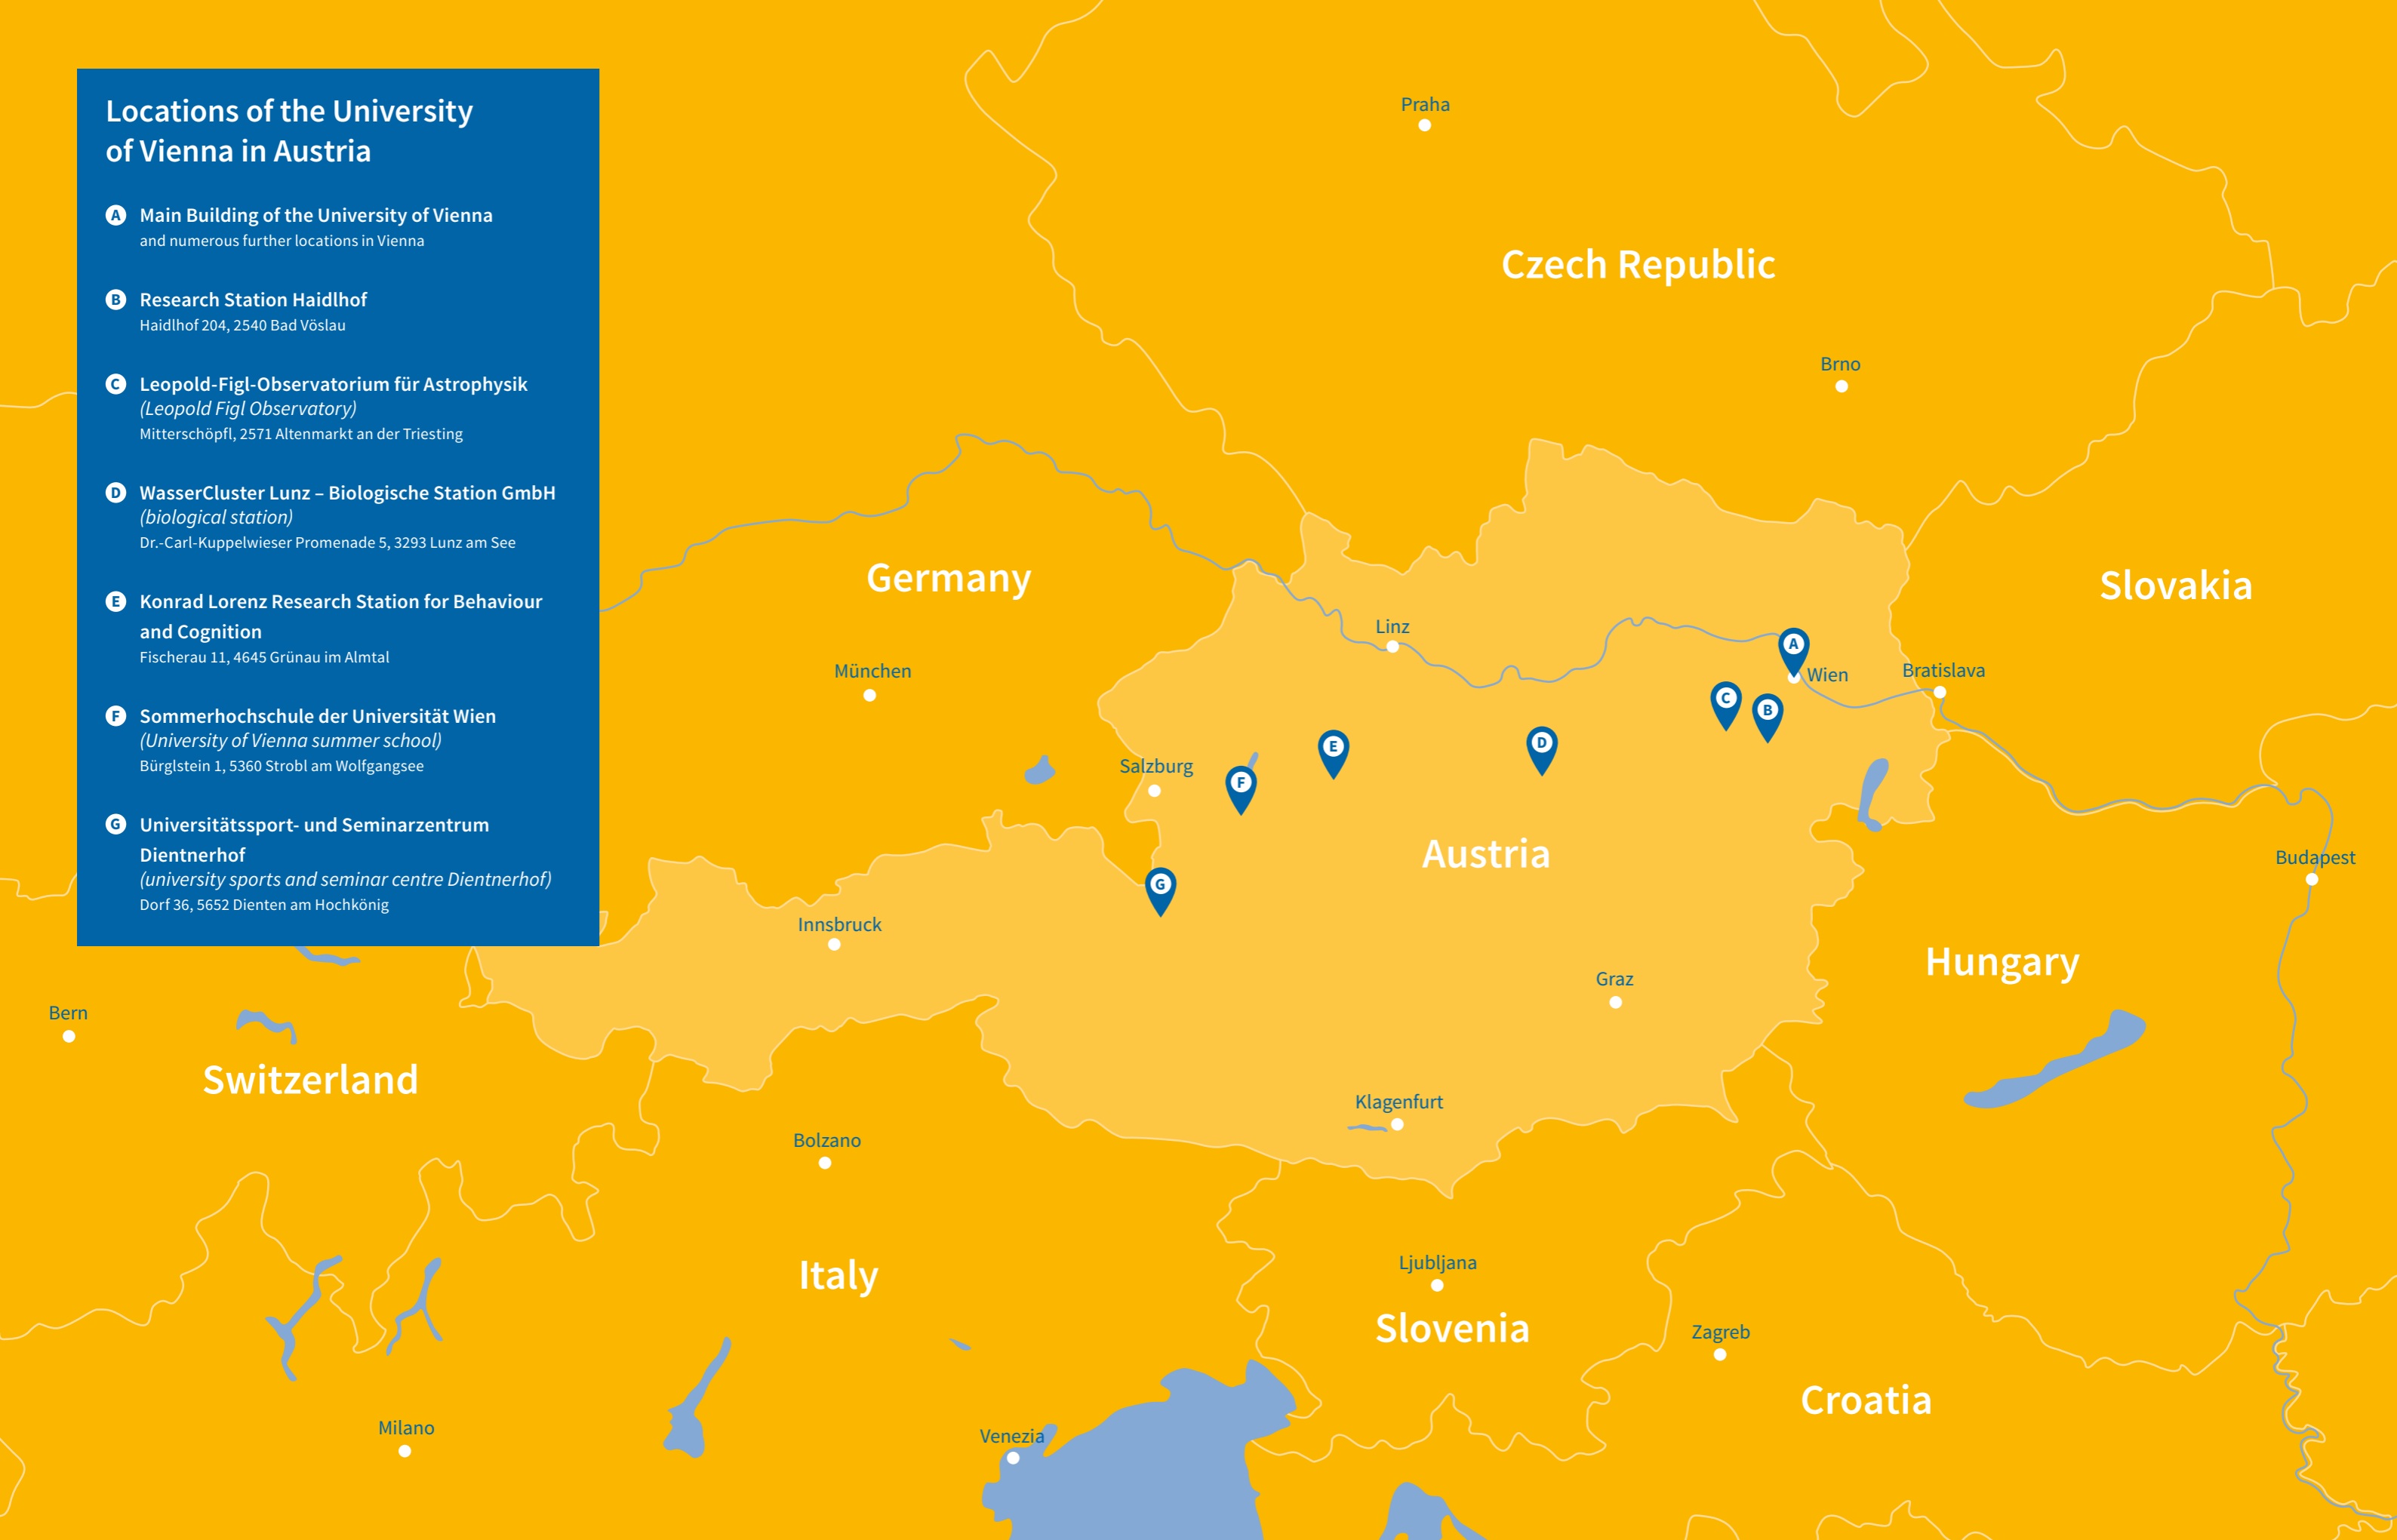 Locations of the University
of Vienna in Austria
A Main Building of the University of Vienna
and numerous further locations in Vienna
B Research Station Haidlhof
Haidlhof 204, 2540 Bad Vöslau
C Leopold-Figl-Observatorium für Astrophysik
(Leopold Figl Observatory)
Mitterschöpfl, 2571 Altenmarkt an der Triesting
D WasserCluster Lunz – Biologische Station GmbH
(biological station)
Dr.-Carl-Kuppelwieser Promenade 5, 3293 Lunz am See
E Konrad Lorenz Research Station for Behaviour
and Cognition
Fischerau 11, 4645 Grünau im Almtal
F Sommerhochschule der Universität Wien
(University of Vienna summer school)
Bürglstein 1, 5360 Strobl am Wolfgangsee
G Universitätssport- und Seminarzentrum
Dientnerhof
(university sports and seminar centre Dientnerhof)
Dorf 36, 5652 Dienten am Hochkönig
Praha
Czech Republic
Brno
Germany
Slovakia
Linz
A
Wien
München
Bratislava
C
B
E
D
Salzburg
F
Austria
Budapest
G
Innsbruck
Hungary
Graz
Bern
Switzerland
Klagenfurt
Bolzano
Ljubljana
Italy
Slovenia
Zagreb
Croatia
Milano
Venezia